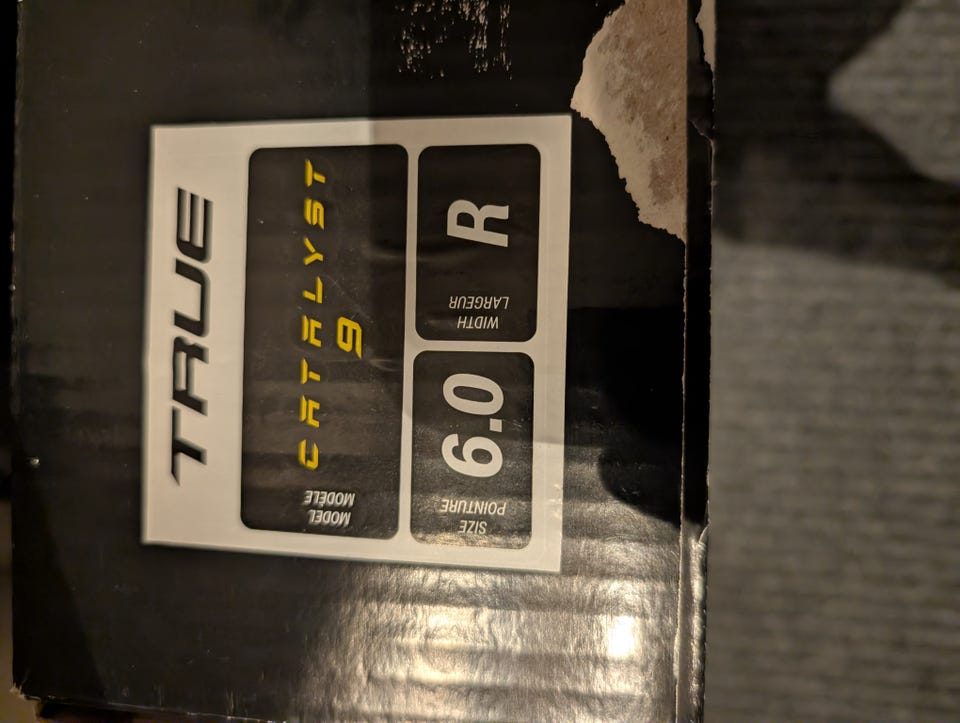 TRUE
MODEL
MODÈLE
CATALYST
9
SIZE
POINTURE
6.0
WIDTH
LARGEUR
R